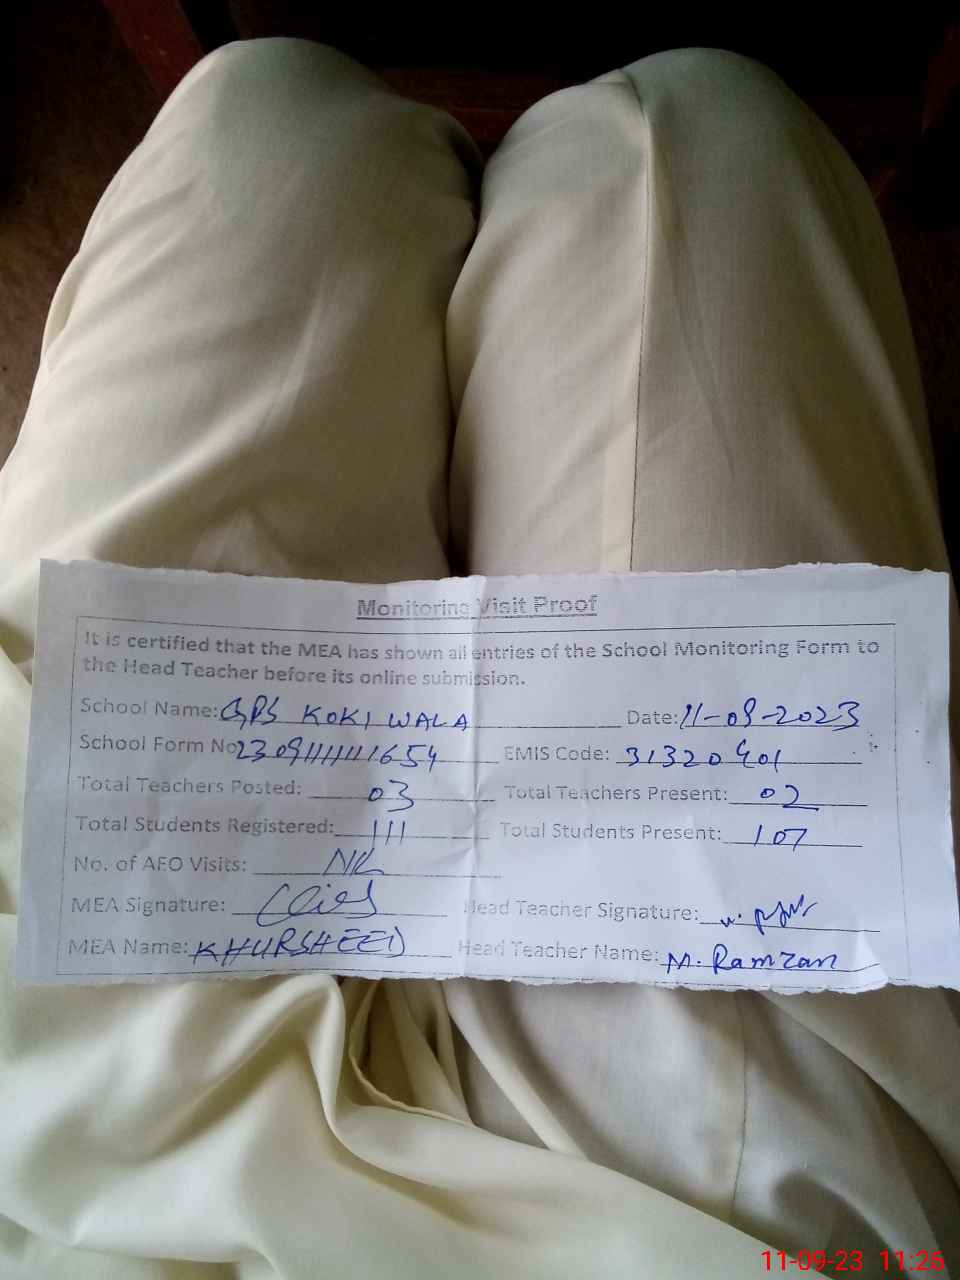 Monitoring Visit Proof
It is certified that the MEA has shown all entries of the School Monitoring Form to
the Head Teacher before its online submission.
School Name: GPS KOKI WALA Date: 11-09-2023
School Form No: EMIS Code: 31320401
Total Teachers Posted: 03 Total Teachers Present: 02
Total Students Registered: 111 Total Students Present: 107
No. of AEO Visits: Nil
MEA Signature: Head Teacher Signature:
MEA Name: KHURSHEED Head Teacher Name: M. Ramzan
11-09-23 11:26